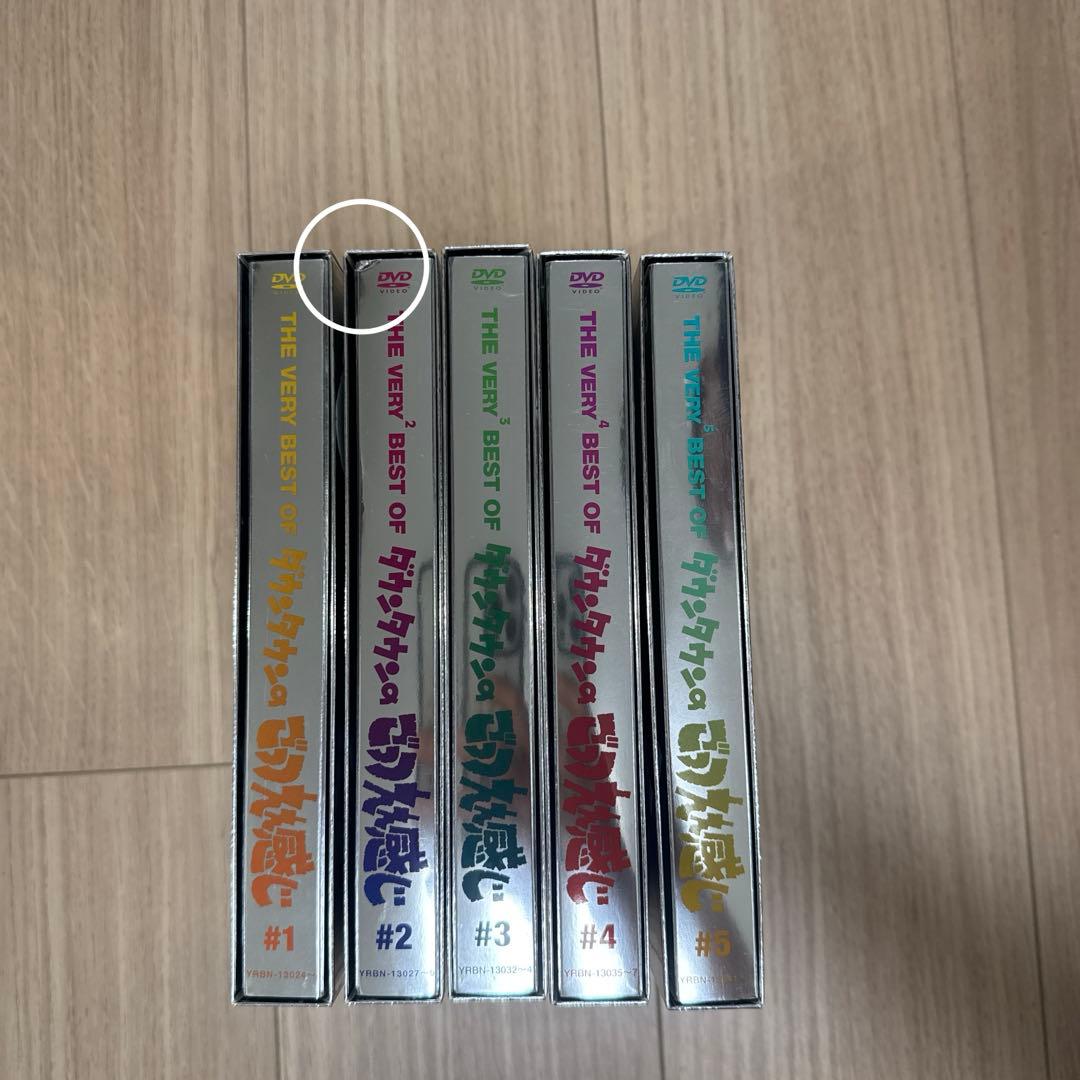 DVD
VIDEO
THE VERY BEST OF ダウンタウンの ごっつええ感じ
#1
YRBN-13024~
DVD
VIDEO
THE VERY2 BEST OF ダウンタウンの ごっつええ感じ
#2
YRBN-13027~9
DVD
VIDEO
THE VERY3 BEST OF ダウンタウンの ごっつええ感じ
#3
YRBN-13032~4
DVD
VIDEO
THE VERY4 BEST OF ダウンタウンの ごっつええ感じ
#4
YRBN-13035~7
DVD
VIDEO
THE VERY5 BEST OF ダウンタウンの ごっつええ感じ
#5